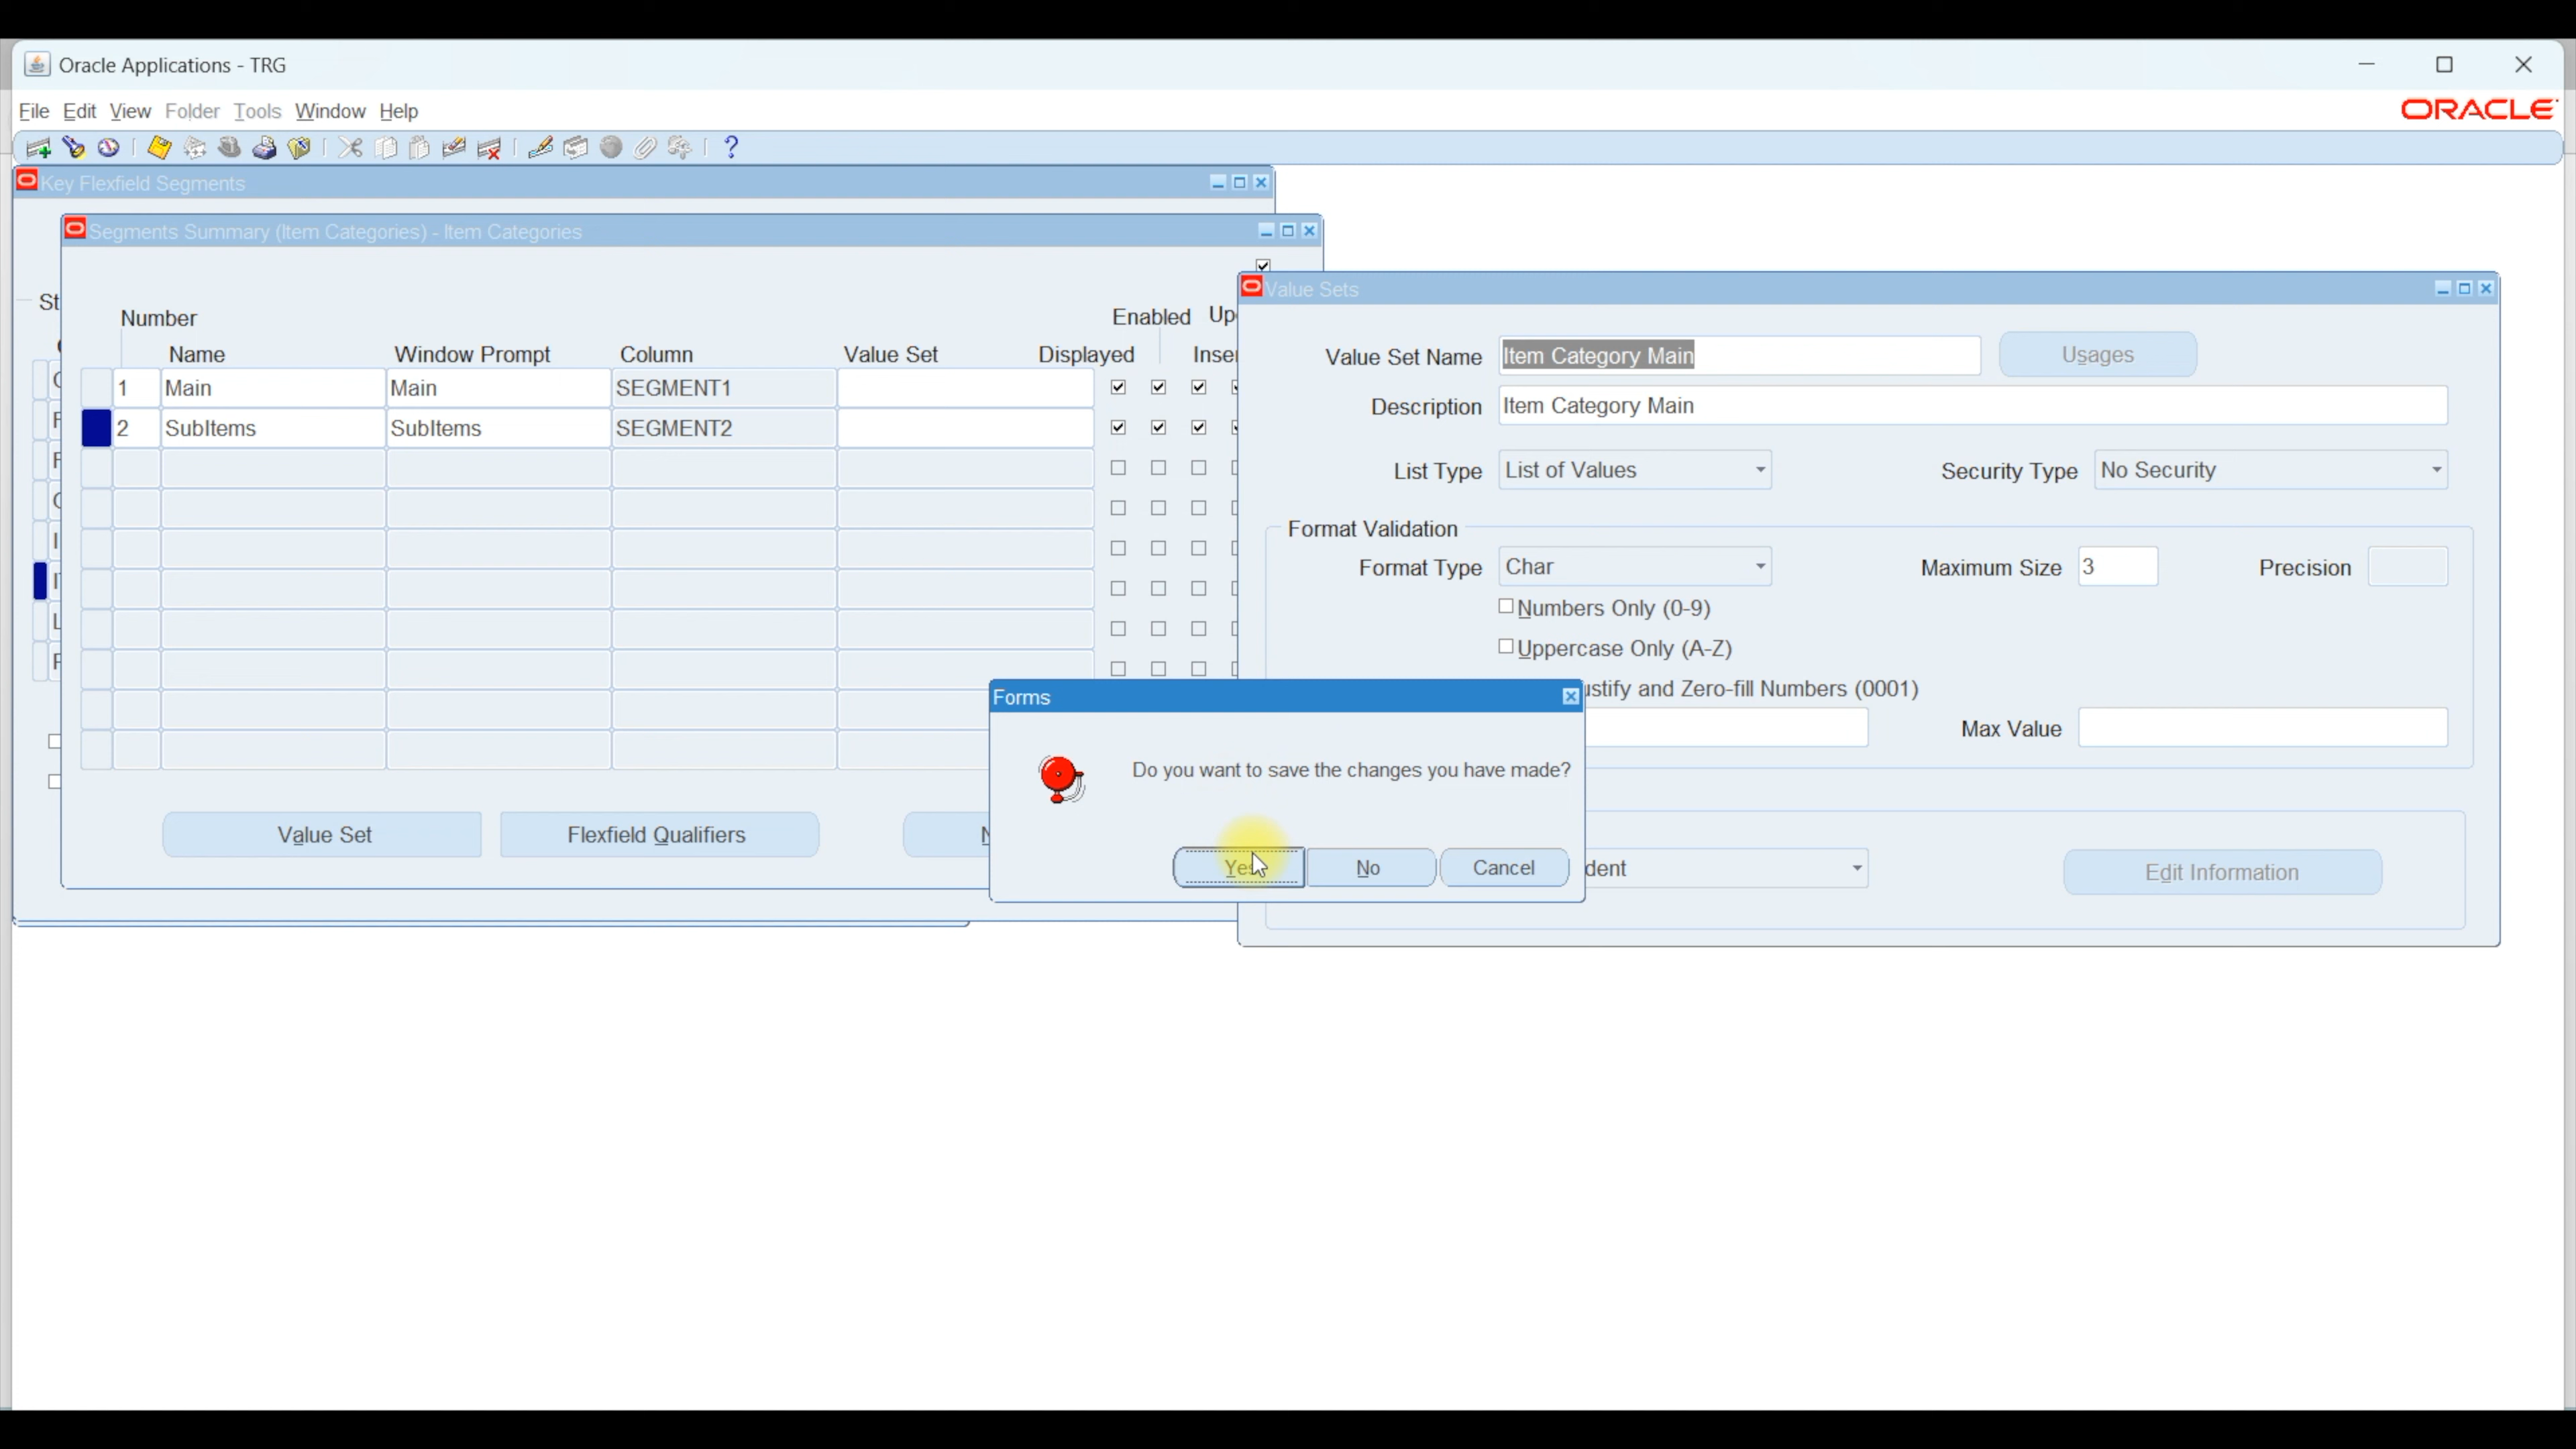 Oracle Applications - TRG
File Edit View Folder Tools Window Help
ORACLE
Key Flexfield Segments
Segments Summary (Item Categories) - Item Categories
Number
Enabled
Name Window Prompt Column Value Set Displayed
1 Main Main SEGMENT1
2 SubItems SubItems SEGMENT2
Value Set Flexfield Qualifiers
Value Sets
Value Set Name Item Category Main Usages
Description Item Category Main
List Type List of Values Security Type No Security
Format Validation
Format Type Char Maximum Size 3 Precision
Numbers Only (0-9)
Uppercase Only (A-Z)
ustify and Zero-fill Numbers (0001)
Max Value
dent Edit Information
Forms
Do you want to save the changes you have made?
Yes No Cancel